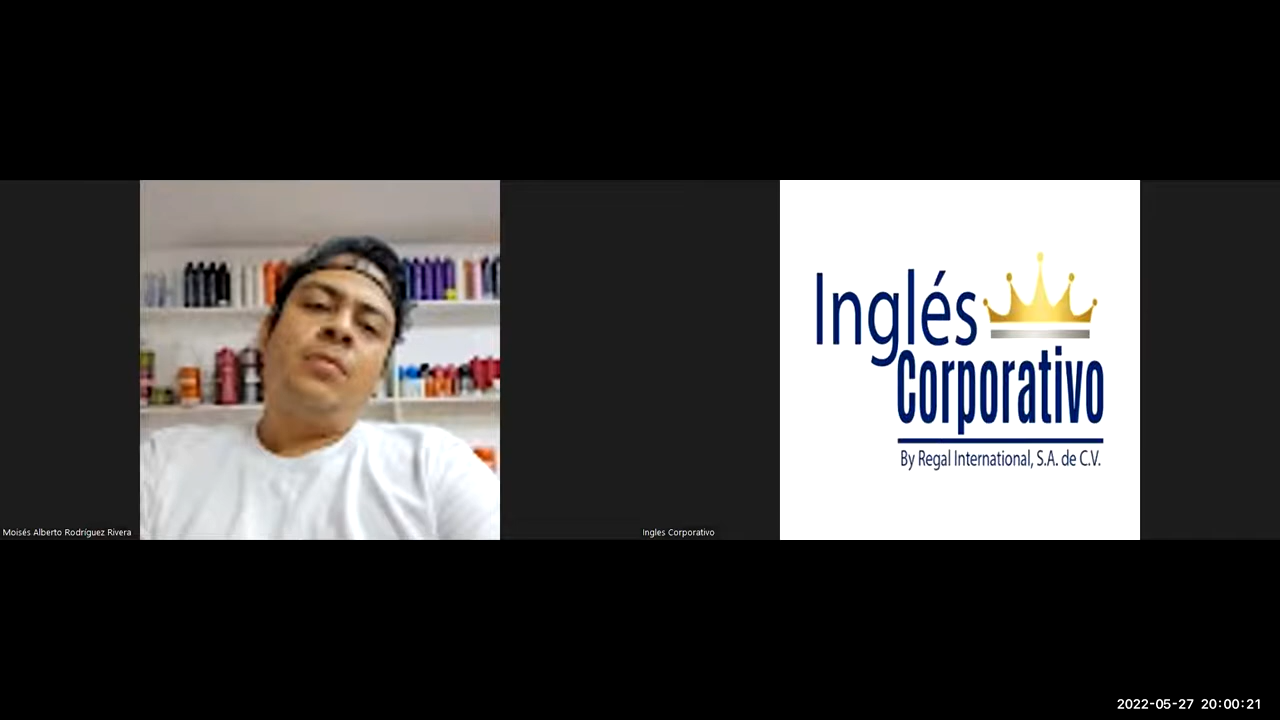 Inglés
Corporativo
By Regal International, S.A. de C.V.
Moisés Alberto Rodríguez Rivera
Ingles Corporativo
2022-05-27 20:00:21